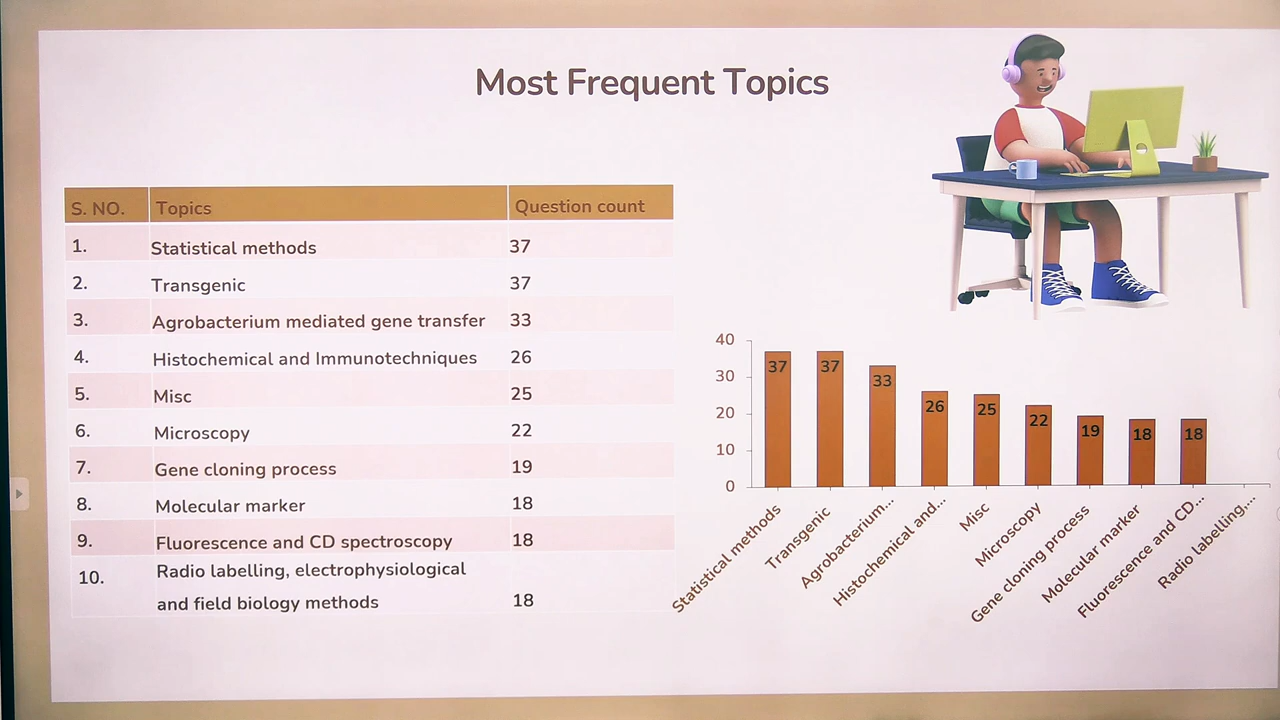 Most Frequent Topics
S. NO. Topics Question count
1. Statistical methods 37
2. Transgenic 37
3. Agrobacterium mediated gene transfer 33
4. Histochemical and Immunotechniques 26
5. Misc 25
6. Microscopy 22
7. Gene cloning process 19
8. Molecular marker 18
9. Fluorescence and CD spectroscopy 18
10. Radio labelling, electrophysiological
and field biology methods 18
40
30
20
10
0
37 37 33 26 25 22 19 18 18
Statistical methods
Transgenic
Agrobacterium...
Histochemical and...
Misc
Microscopy
Gene cloning process
Molecular marker
Fluorescence and CD...
Radio labelling,...